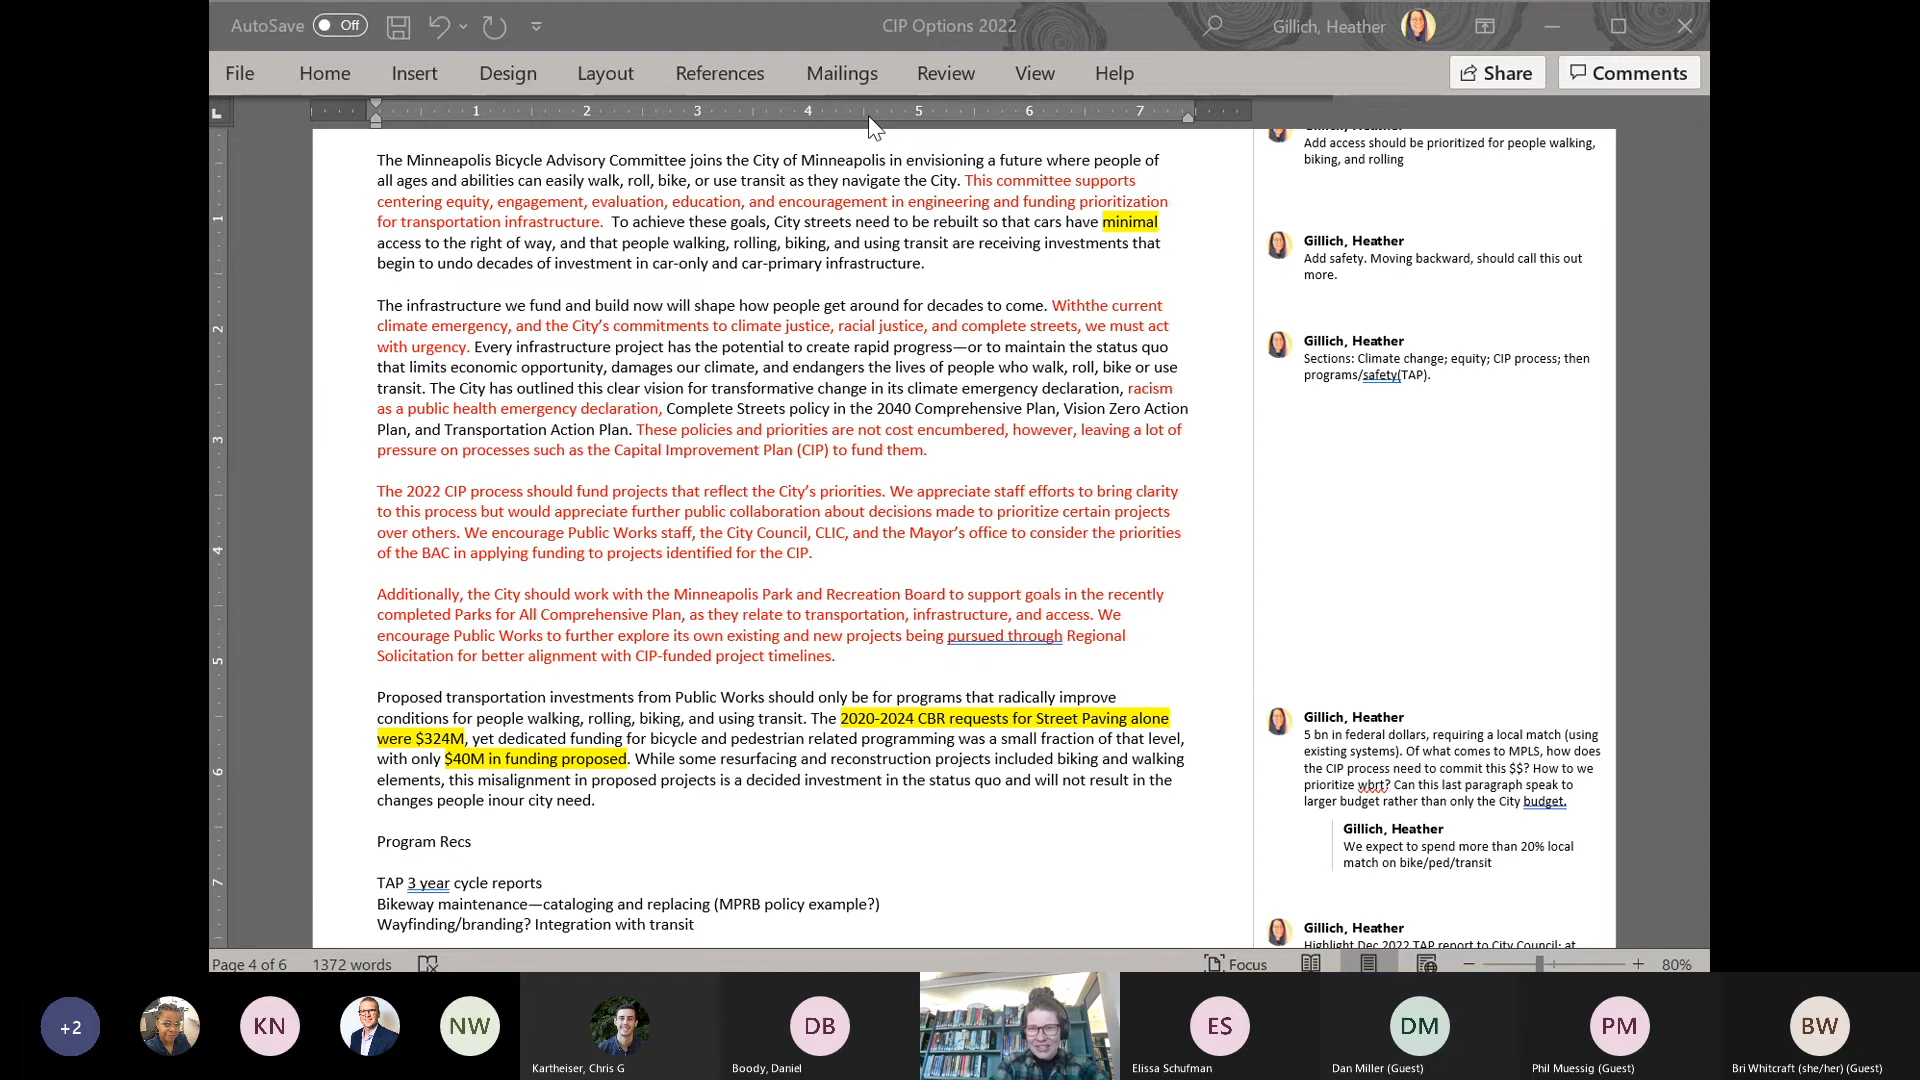 AutoSave Off CIP Options 2022 Gillich, Heather
File Home Insert Design Layout References Mailings Review View Help Share Comments
1 2 3 4 5 6 7
The Minneapolis Bicycle Advisory Committee joins the City of Minneapolis in envisioning a future where people of
all ages and abilities can easily walk, roll, bike, or use transit as they navigate the City. This committee supports
centering equity, engagement, evaluation, education, and encouragement in engineering and funding prioritization
for transportation infrastructure. To achieve these goals, City streets need to be rebuilt so that cars have minimal
access to the right of way, and that people walking, rolling, biking, and using transit are receiving investments that
begin to undo decades of investment in car-only and car-primary infrastructure.
The infrastructure we fund and build now will shape how people get around for decades to come. Withthe current
climate emergency, and the City's commitments to climate justice, racial justice, and complete streets, we must act
with urgency. Every infrastructure project has the potential to create rapid progress—or to maintain the status quo
that limits economic opportunity, damages our climate, and endangers the lives of people who walk, roll, bike or use
transit. The City has outlined this clear vision for transformative change in its climate emergency declaration, racism
as a public health emergency declaration, Complete Streets policy in the 2040 Comprehensive Plan, Vision Zero Action
Plan, and Transportation Action Plan. These policies and priorities are not cost encumbered, however, leaving a lot of
pressure on processes such as the Capital Improvement Plan (CIP) to fund them.
The 2022 CIP process should fund projects that reflect the City's priorities. We appreciate staff efforts to bring clarity
to this process but would appreciate further public collaboration about decisions made to prioritize certain projects
over others. We encourage Public Works staff, the City Council, CLIC, and the Mayor's office to consider the priorities
of the BAC in applying funding to projects identified for the CIP.
Additionally, the City should work with the Minneapolis Park and Recreation Board to support goals in the recently
completed Parks for All Comprehensive Plan, as they relate to transportation, infrastructure, and access. We
encourage Public Works to further explore its own existing and new projects being pursued through Regional
Solicitation for better alignment with CIP-funded project timelines.
Proposed transportation investments from Public Works should only be for programs that radically improve
conditions for people walking, rolling, biking, and using transit. The 2020-2024 CBR requests for Street Paving alone
were $324M, yet dedicated funding for bicycle and pedestrian related programming was a small fraction of that level,
with only $40M in funding proposed. While some resurfacing and reconstruction projects included biking and walking
elements, this misalignment in proposed projects is a decided investment in the status quo and will not result in the
changes people inour city need.
Program Recs
TAP 3 year cycle reports
Bikeway maintenance—cataloging and replacing (MPRB policy example?)
Wayfinding/branding? Integration with transit
1
2
3
4
5
6
7
Gillich, Heather
Add access should be prioritized for people walking,
biking, and rolling
Gillich, Heather
Add safety. Moving backward, should call this out
more.
Gillich, Heather
Sections: Climate change; equity; CIP process; then
programs/safety(TAP).
Gillich, Heather
5 bn in federal dollars, requiring a local match (using
existing systems). Of what comes to MPLS, how does
the CIP process need to commit this $$? How to we
prioritize wbrt? Can this last paragraph speak to
larger budget rather than only the City budget.
Gillich, Heather
We expect to spend more than 20% local
match on bike/ped/transit
Gillich, Heather
Highlight Dec 2022 TAP report to City Council; at
Page 4 of 6 1372 words Focus 80%
+2 KN NW DB ES DM PM BW
Kartheiser, Chris G Boody, Daniel Elissa Schufman Dan Miller (Guest) Phil Muessig (Guest) Bri Whitcraft (she/her) (Guest)